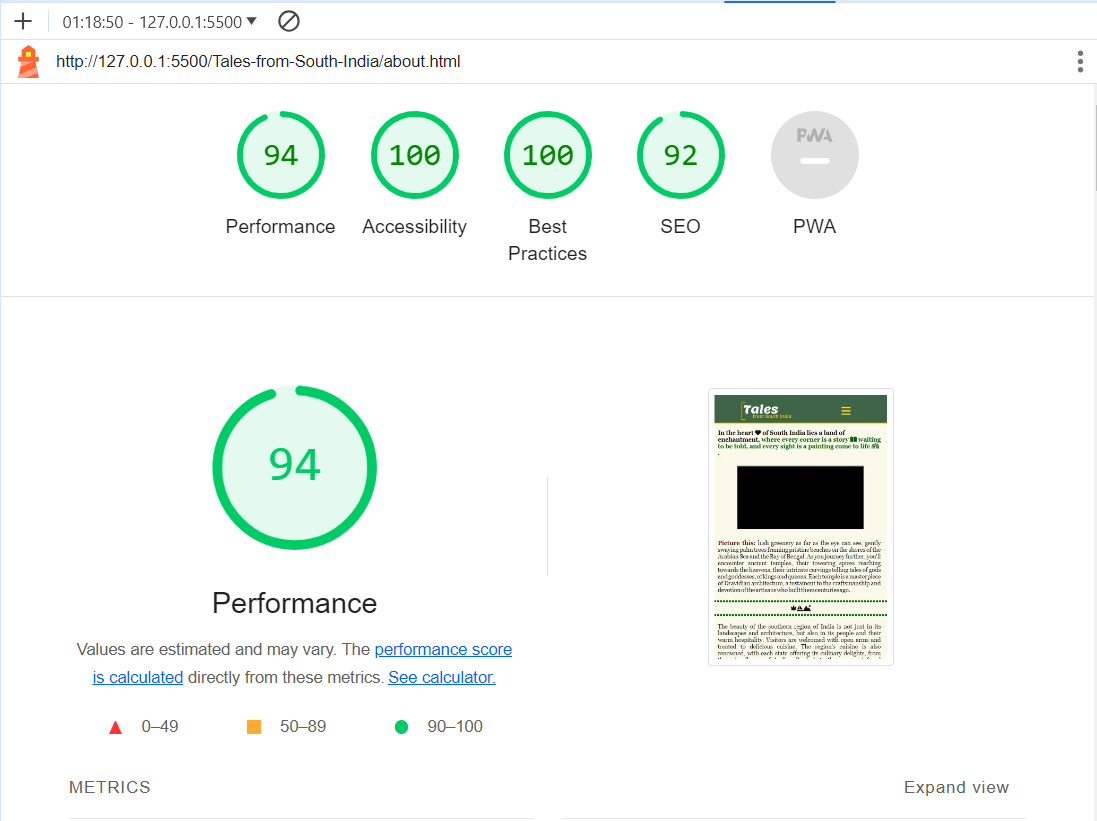 01:18:50 - 127.0.0.1:5500
http://127.0.0.1:5500/Tales-from-South-India/about.html
94
100
100
92
PWA
Performance
Accessibility
Best
Practices
SEO
PWA
94
Performance
Values are estimated and may vary. The performance score
is calculated directly from these metrics. See calculator.
0–49
50–89
90–100
METRICS
Expand view
Tales
from South India
In the heart of South India lies a land of
enchantment, where every corner is a story waiting
to be told, and every sight is a painting come to life
.
Picture this: lush greenery as far as the eye can see, gently
swaying palm trees framing pristine beaches on the shores of the
Arabian Sea and the Bay of Bengal. As you journey further, you'll
encounter ancient temples, their towering spires reaching
towards the heavens, their intricate carvings telling tales of gods
and goddesses, of kings and queens. Each temple is a masterpiece
of Dravidian architecture, a testament to the craftsmanship and
devotion of the artisans who built them centuries ago.
The beauty of the southern region of India is not just in its
landscapes and architecture, but also in its people and their
warm hospitality. Visitors are welcomed with open arms and
treated to delicious cuisine. The region's cuisine is also
renowned, with each state offering its culinary delights, from